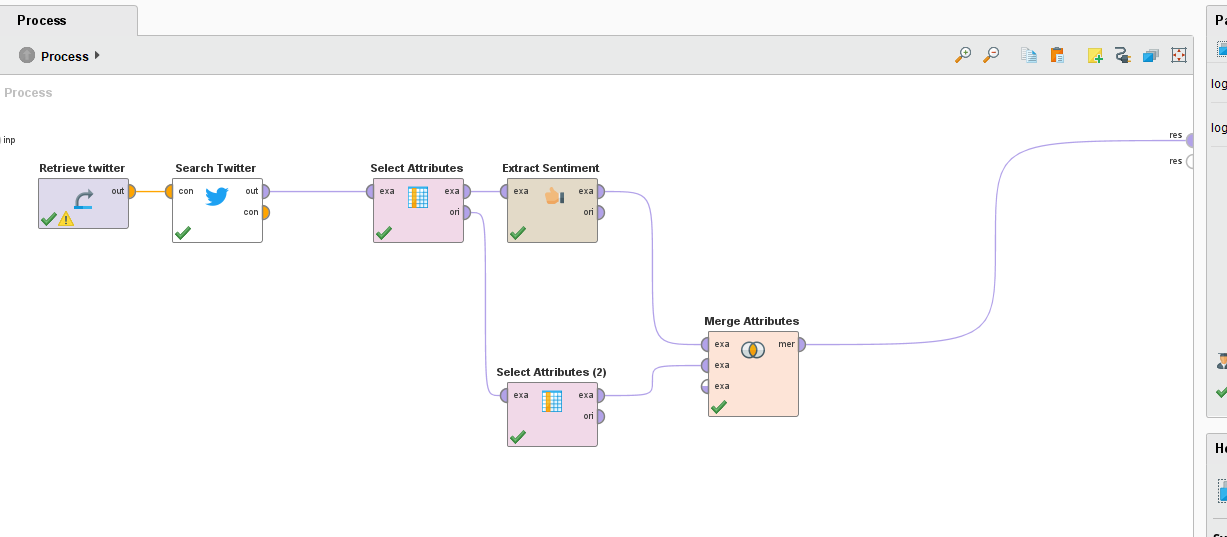 Process
Pa
Process
Process
log
log
inp
res
res
Retrieve twitter
out
Search Twitter
con out
con
Select Attributes
exa exa
ori
Extract Sentiment
exa exa
ori
Merge Attributes
exa mer
exa
exa
Select Attributes (2)
exa exa
ori